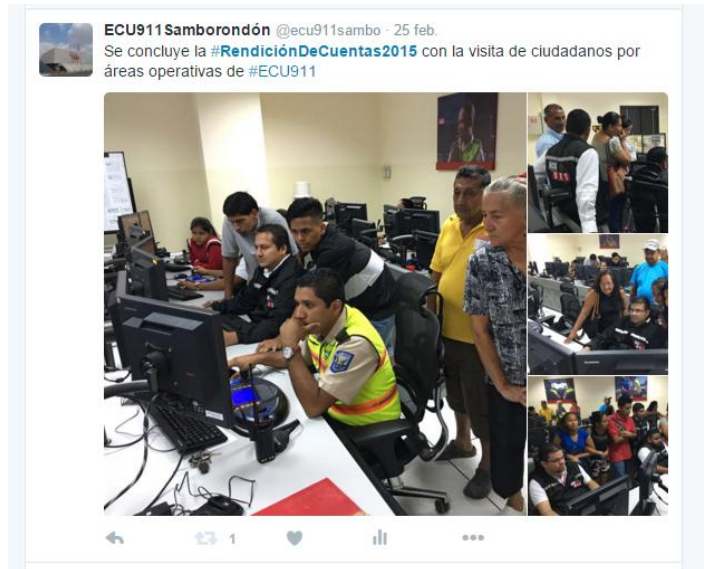 ECU911Samborondón @ecu911sambo · 25 feb.
Se concluye la #RendiciónDeCuentas2015 con la visita de ciudadanos por
áreas operativas de #ECU911
1